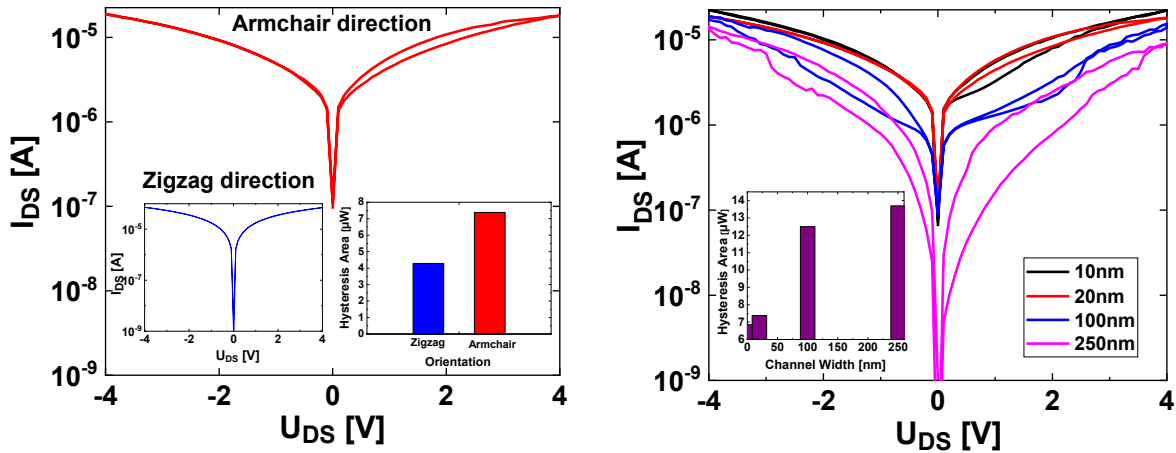 Armchair direction
10⁻⁵
10⁻⁶
10⁻⁷
10⁻⁸
10⁻⁹
I_DS [A]
-4 -2 0 2 4
U_DS [V]
Zigzag direction
10⁻⁵
10⁻⁷
10⁻⁹
I_DS [A]
-4 -2 0 2 4
U_DS [V]
8
7
6
5
4
3
2
1
0
Hysteresis Area [µW]
Zigzag Armchair
Orientation
10⁻⁵
10⁻⁶
10⁻⁷
10⁻⁸
10⁻⁹
I_DS [A]
-4 -2 0 2 4
U_DS [V]
14
13
12
11
10
9
8
7
6
Hysteresis Area [µW]
0 50 100 150 200 250
Channel Width [nm]
10nm
20nm
100nm
250nm